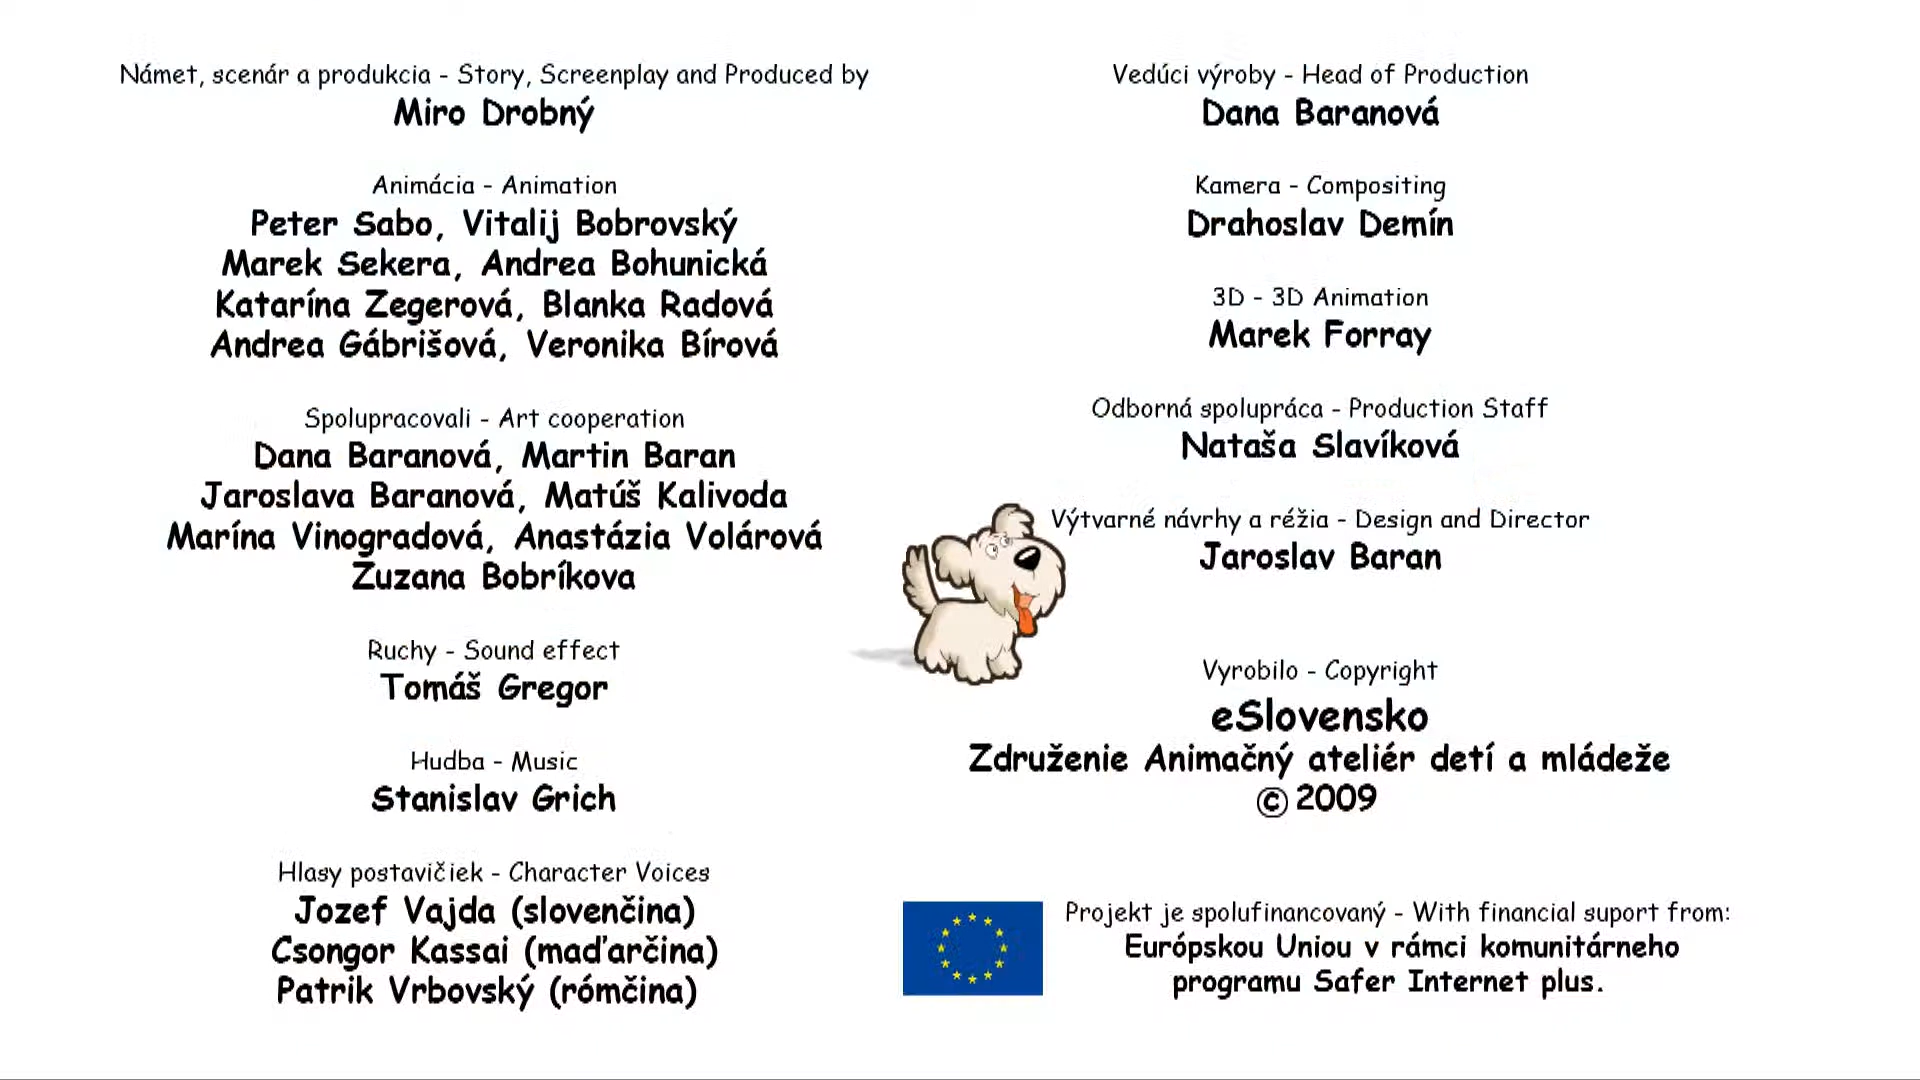 Námet, scenár a produkcia - Story, Screenplay and Produced by
Miro Drobný
Animácia - Animation
Peter Sabo, Vitalij Bobrovský
Marek Sekera, Andrea Bohunická
Katarína Zegerová, Blanka Radová
Andrea Gábrišová, Veronika Bírová
Spolupracovali - Art cooperation
Dana Baranová, Martin Baran
Jaroslava Baranová, Matúš Kalivoda
Marína Vinogradová, Anastázia Volárová
Zuzana Bobríkova
Ruchy - Sound effect
Tomáš Gregor
Hudba - Music
Stanislav Grich
Hlasy postavičiek - Character Voices
Jozef Vajda (slovenčina)
Csongor Kassai (maďarčina)
Patrik Vrbovský (rómčina)
Vedúci výroby - Head of Production
Dana Baranová
Kamera - Compositing
Drahoslav Demín
3D - 3D Animation
Marek Forray
Odborná spolupráca - Production Staff
Nataša Slavíková
Výtvarné návrhy a réžia - Design and Director
Jaroslav Baran
Vyrobilo - Copyright
eSlovensko
Združenie Animačný ateliér detí a mládeže
© 2009
Projekt je spolufinancovaný - With financial suport from:
Európskou Uniou v rámci komunitárneho
programu Safer Internet plus.